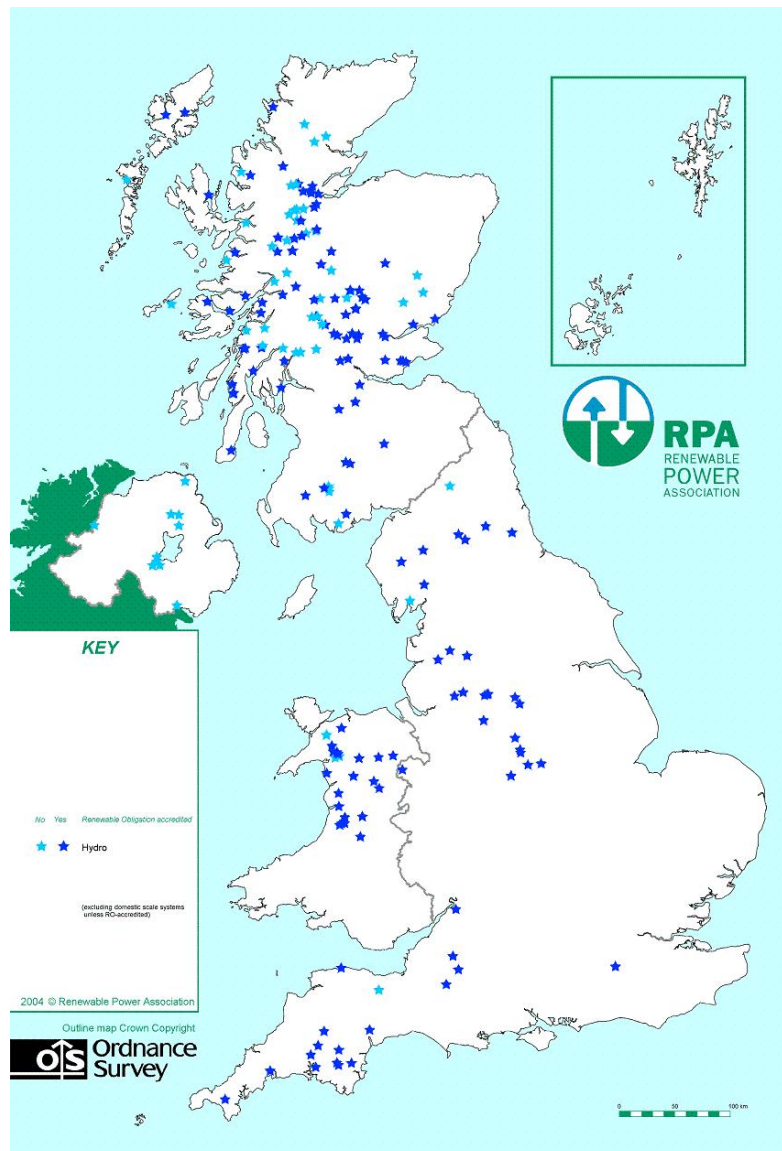 RPA
RENEWABLE
POWER
ASSOCIATION
KEY
No Yes Renewable Obligation accredited
Hydro
(excluding domestic scale systems
unless RO-accredited)
2004 © Renewable Power Association
Outline map Crown Copyright
OS Ordnance
Survey
0 50 100 km